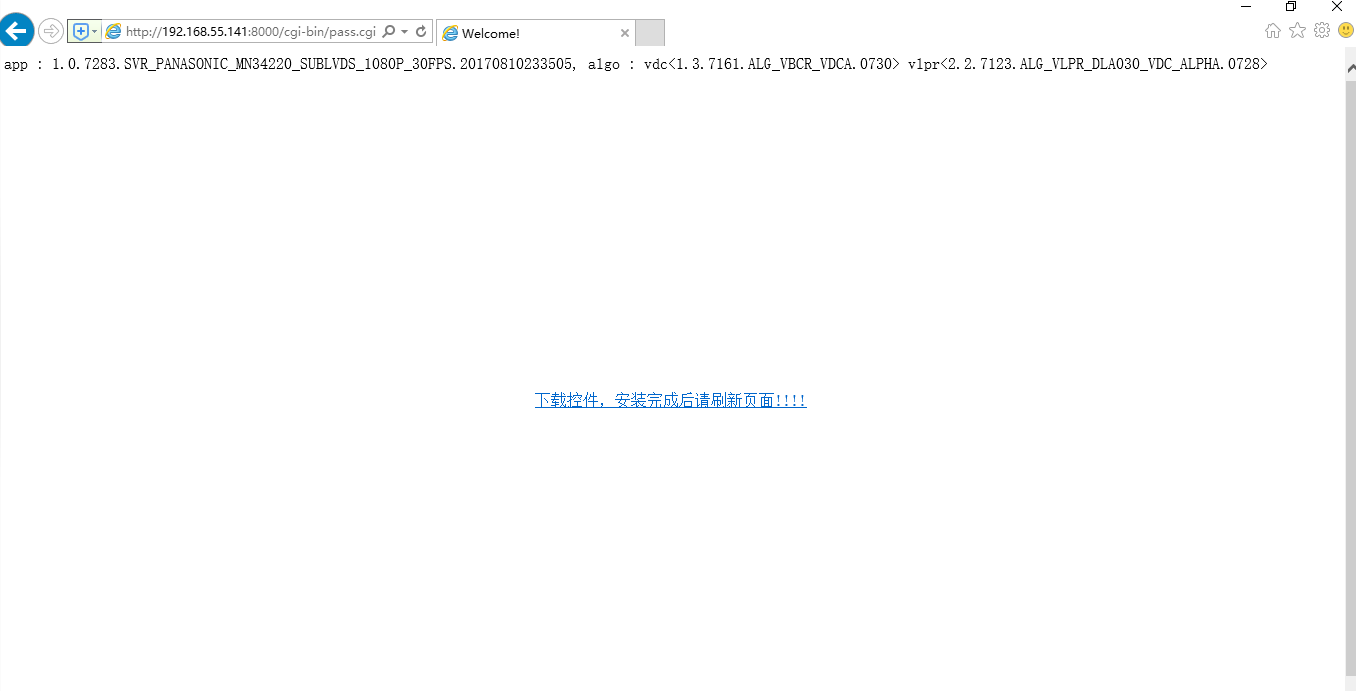 http://192.168.55.141:8000/cgi-bin/pass.cgi
Welcome!
app : 1.0.7283.SVR_PANASONIC_MN34220_SUBLVDS_1080P_30FPS.20170810233505, algo : vdc<1.3.7161.ALG_VBCR_VDCA.0730> vlpr<2.2.7123.ALG_VLPR_DLA030_VDC_ALPHA.0728>
下载控件，安装完成后请刷新页面!!!!